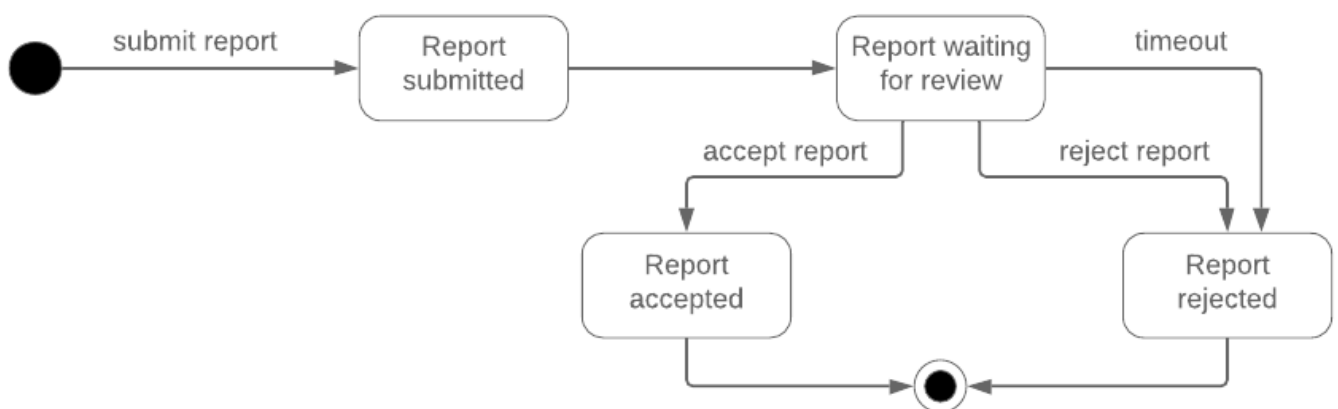 submit report
Report
submitted
Report waiting
for review
timeout
accept report
reject report
Report
accepted
Report
rejected